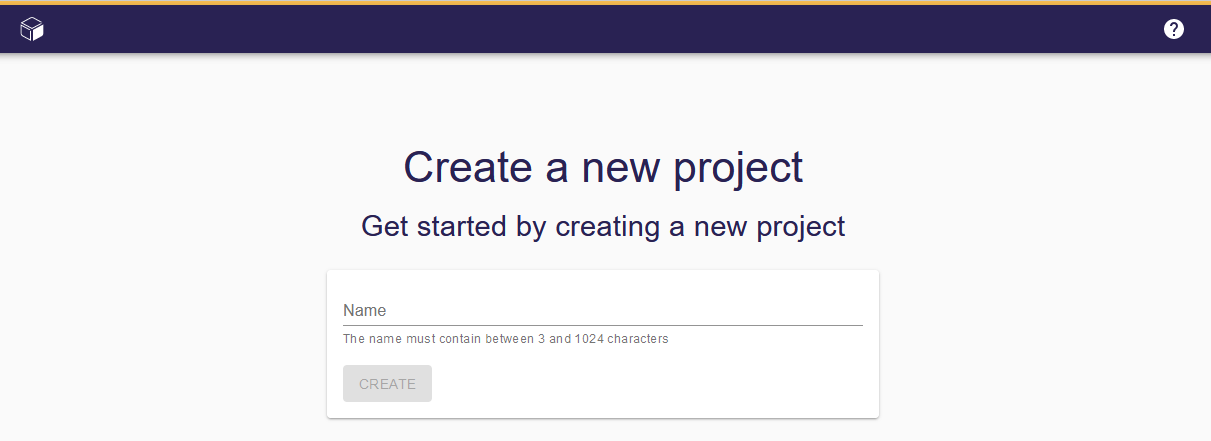 Create a new project
Get started by creating a new project
Name
The name must contain between 3 and 1024 characters
CREATE